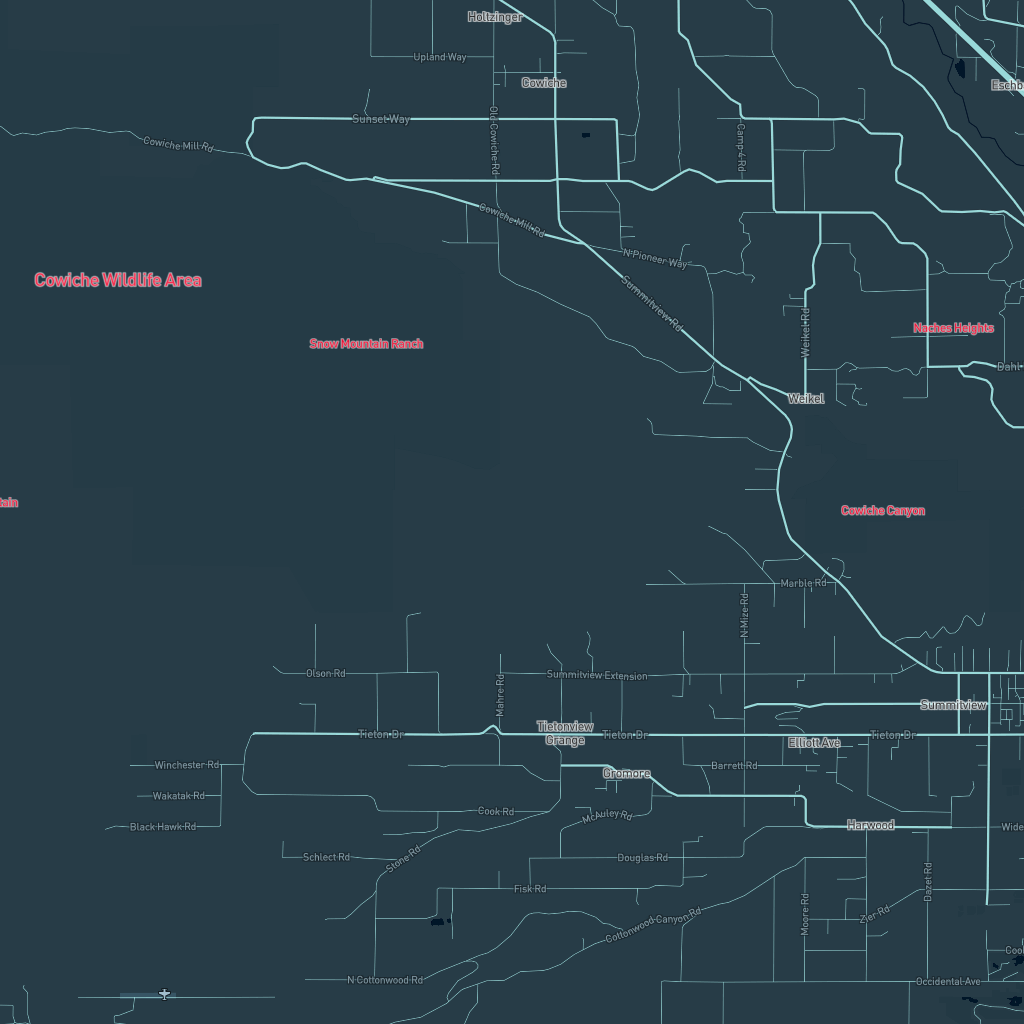 Holtzinger
Upland Way
Cowiche
Eschb
Sunset Way
Old Cowiche Rd
Camp 4 Rd
Cowiche Mill Rd
Cowiche Mill Rd
N Pioneer Way
Cowiche Wildlife Area
Summitview Rd
Weikel Rd
Naches Heights
Snow Mountain Ranch
Dahl
Weikel
tain
Cowiche Canyon
Marble Rd
N Mize Rd
Olson Rd
Summitview Extension
Mahre Rd
Summitview
Tietonview
Grange
Tieton Dr
Tieton Dr
Tieton Dr
Elliott Ave
Winchester Rd
Gromore
Barrett Rd
Wakatak Rd
Cook Rd
McAuley Rd
Black Hawk Rd
Harwood
Wide
Schlect Rd
Stone Rd
Douglas Rd
Fisk Rd
Dazet Rd
Moore Rd
Zier Rd
Cottonwood Canyon Rd
Cool
N Cottonwood Rd
Occidental Ave